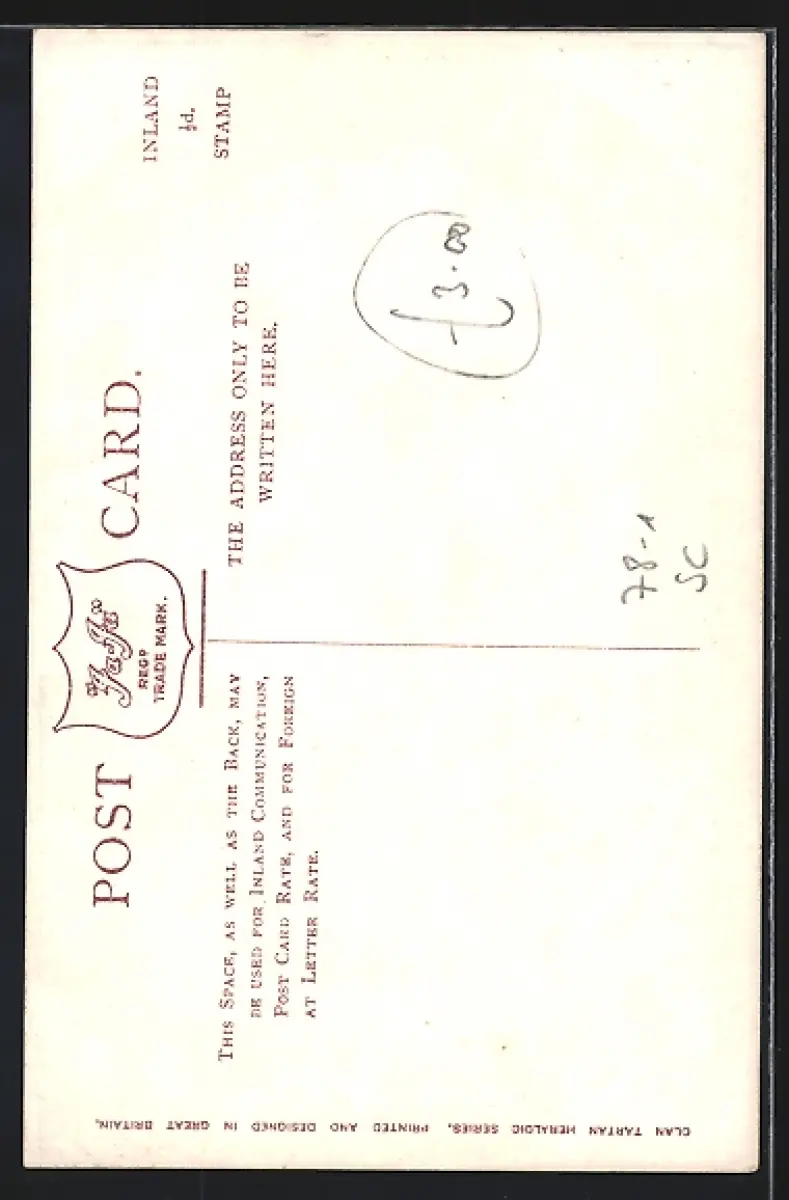 POST CARD.
"Ja-Ja"
REGD
TRADE MARK.
INLAND
½d.
STAMP
THIS SPACE, AS WELL AS THE BACK, MAY
BE USED FOR INLAND COMMUNICATION,
POST CARD RATE, AND FOR FOREIGN
AT LETTER RATE.
THE ADDRESS ONLY TO BE
WRITTEN HERE.
£3.00
78-1
SC
CLAN TARTAN HERALDIC SERIES. PRINTED AND DESIGNED IN GREAT BRITAIN.